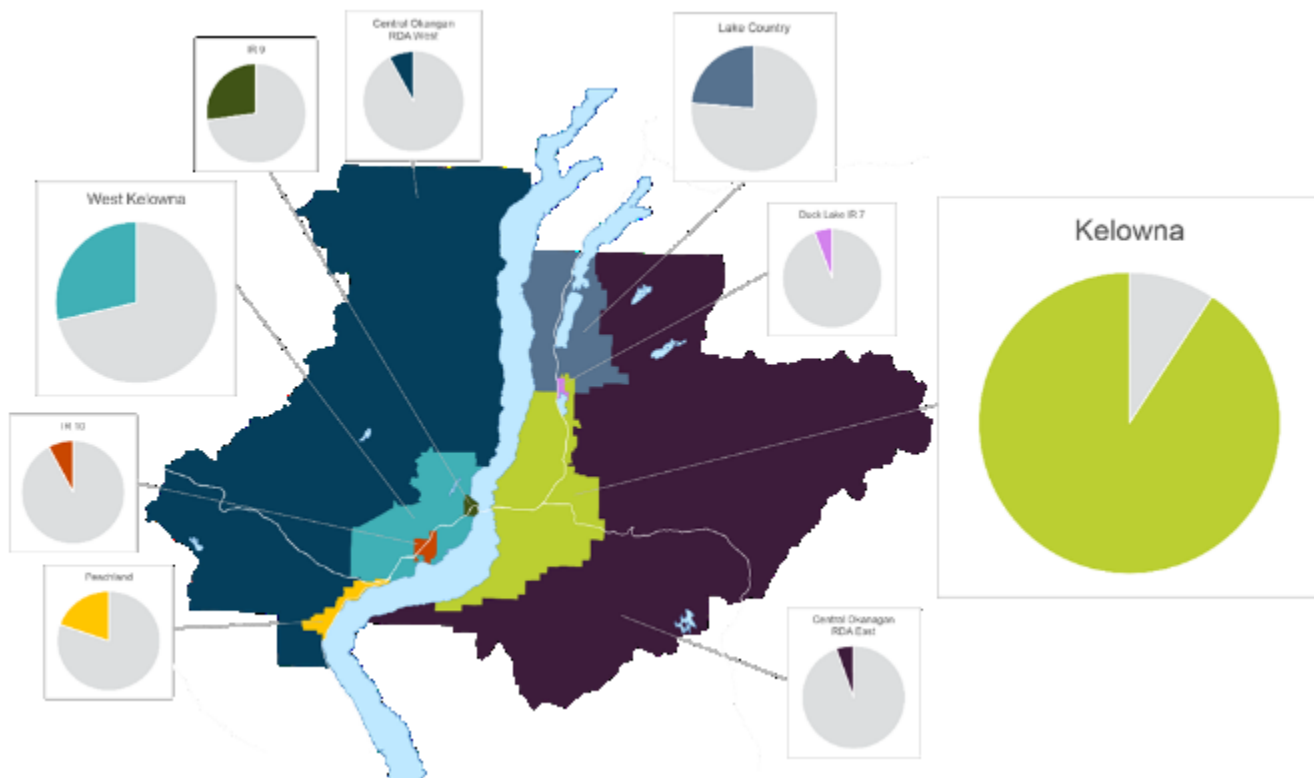 IR 9
Central Okangan
RDA West
Lake Country
West Kelowna
Duck Lake IR 7
Kelowna
IR 10
Peachland
Central Okanagan
RDA East